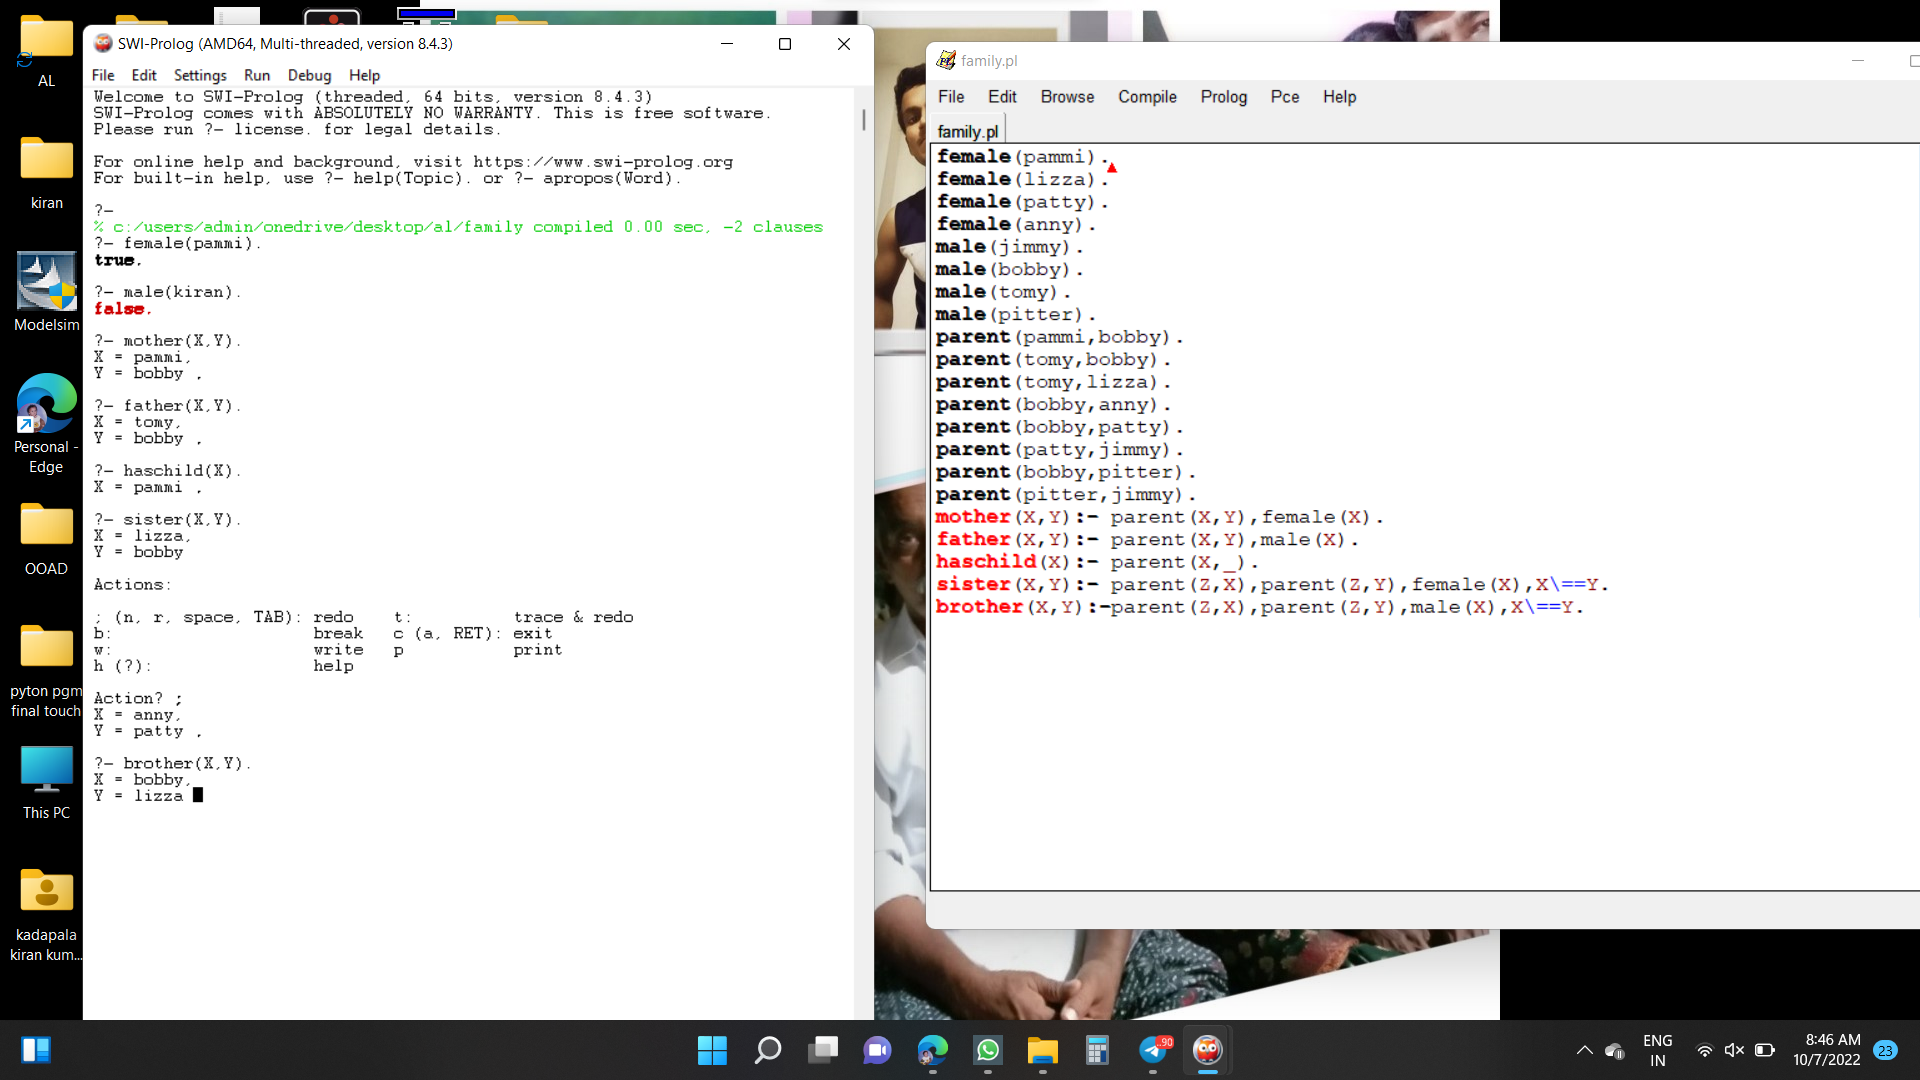 AL
kiran
Modelsim
Personal -
Edge
OOAD
pyton pgm
final touch
This PC
kadapala
kiran kum...
SWI-Prolog (AMD64, Multi-threaded, version 8.4.3)
File Edit Settings Run Debug Help
Welcome to SWI-Prolog (threaded, 64 bits, version 8.4.3)
SWI-Prolog comes with ABSOLUTELY NO WARRANTY. This is free software.
Please run ?- license. for legal details.
For online help and background, visit https://www.swi-prolog.org
For built-in help, use ?- help(Topic). or ?- apropos(Word).
?-
% c:/users/admin/onedrive/desktop/al/family compiled 0.00 sec, -2 clauses
?- female(pammi).
true.
?- male(kiran).
false.
?- mother(X,Y).
X = pammi,
Y = bobby .
?- father(X,Y).
X = tomy,
Y = bobby .
?- haschild(X).
X = pammi .
?- sister(X,Y).
X = lizza,
Y = bobby
Actions:
; (n, r, space, TAB): redo t: trace & redo
b: break c (a, RET): exit
w: write p print
h (?): help
Action? ;
X = anny,
Y = patty .
?- brother(X,Y).
X = bobby,
Y = lizza
family.pl
File Edit Browse Compile Prolog Pce Help
family.pl
female(pammi).
female(lizza).
female(patty).
female(anny).
male(jimmy).
male(bobby).
male(tomy).
male(pitter).
parent(pammi,bobby).
parent(tomy,bobby).
parent(tomy,lizza).
parent(bobby,anny).
parent(bobby,patty).
parent(patty,jimmy).
parent(bobby,pitter).
parent(pitter,jimmy).
mother(X,Y):- parent(X,Y),female(X).
father(X,Y):- parent(X,Y),male(X).
haschild(X):- parent(X,_).
sister(X,Y):- parent(Z,X),parent(Z,Y),female(X),X\==Y.
brother(X,Y):-parent(Z,X),parent(Z,Y),male(X),X\==Y.
90
ENG
IN
8:46 AM
10/7/2022
23